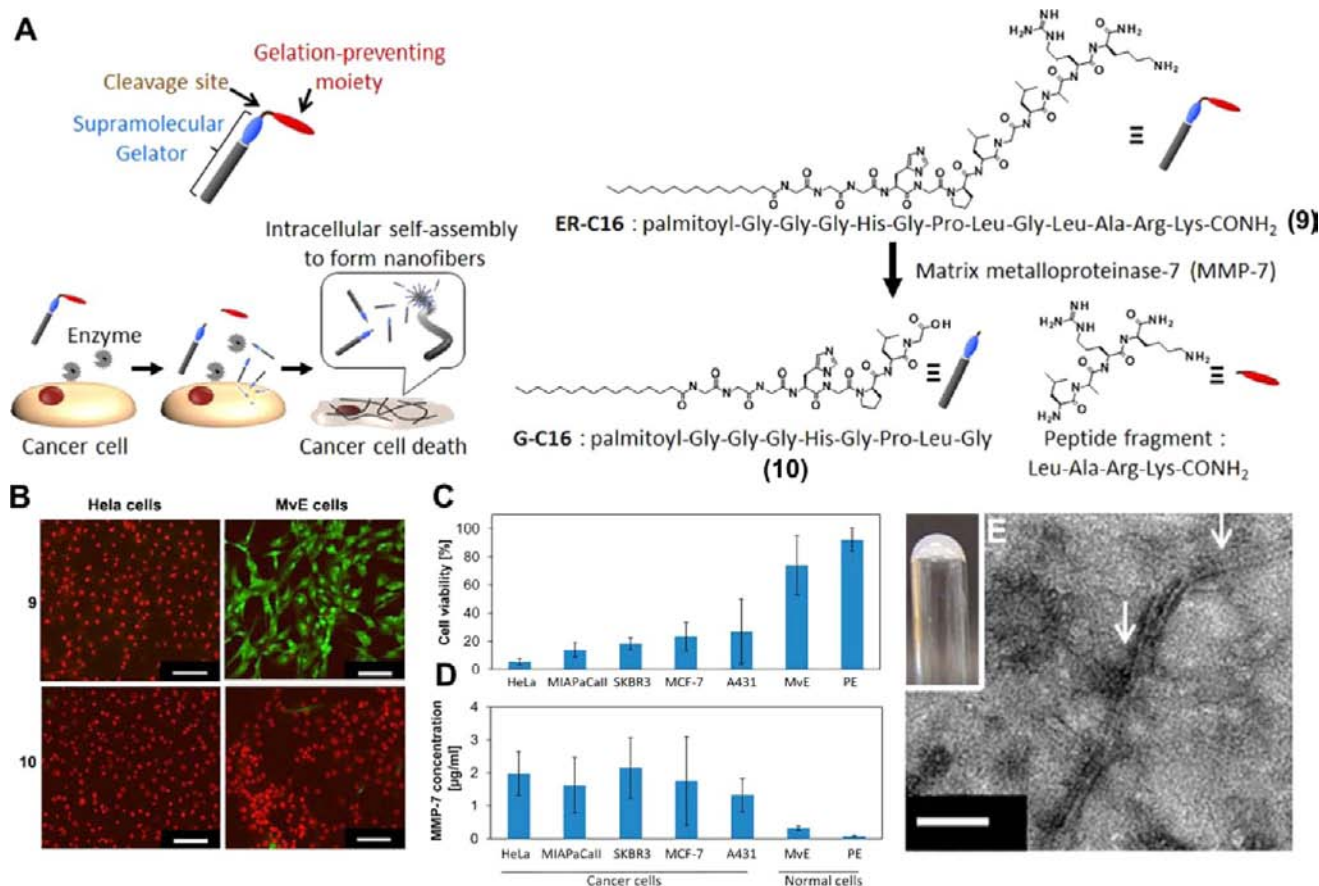 A
Gelation-preventing
moiety
Cleavage site
Supramolecular
Gelator
Intracellular self-assembly
to form nanofibers
Enzyme
Cancer cell
Cancer cell death
ER-C16 : palmitoyl-Gly-Gly-Gly-His-Gly-Pro-Leu-Gly-Leu-Ala-Arg-Lys-CONH₂ (9)
Matrix metalloproteinase-7 (MMP-7)
G-C16 : palmitoyl-Gly-Gly-Gly-His-Gly-Pro-Leu-Gly
(10)
Peptide fragment :
Leu-Ala-Arg-Lys-CONH₂
B
Hela cells MvE cells
9
10
C
Cell viability [%]
100
80
60
40
20
0
HeLa MIAPaCaII SKBR3 MCF-7 A431 MvE PE
D
MMP-7 concentration
[µg/ml]
4
3
2
1
0
HeLa MIAPaCaII SKBR3 MCF-7 A431 MvE PE
Cancer cells Normal cells
E